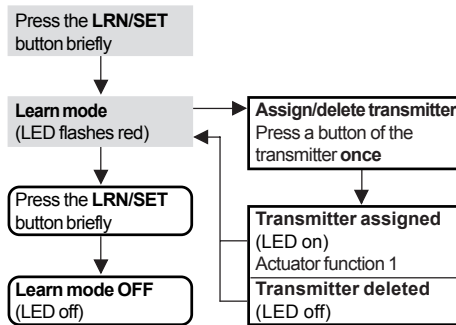 Press the LRN/SET
button briefly
Learn mode
(LED flashes red)
Assign/delete transmitter
Press a button of the
transmitter once
Press the LRN/SET
button briefly
Transmitter assigned
(LED on)
Actuator function 1
Learn mode OFF
(LED off)
Transmitter deleted
(LED off)